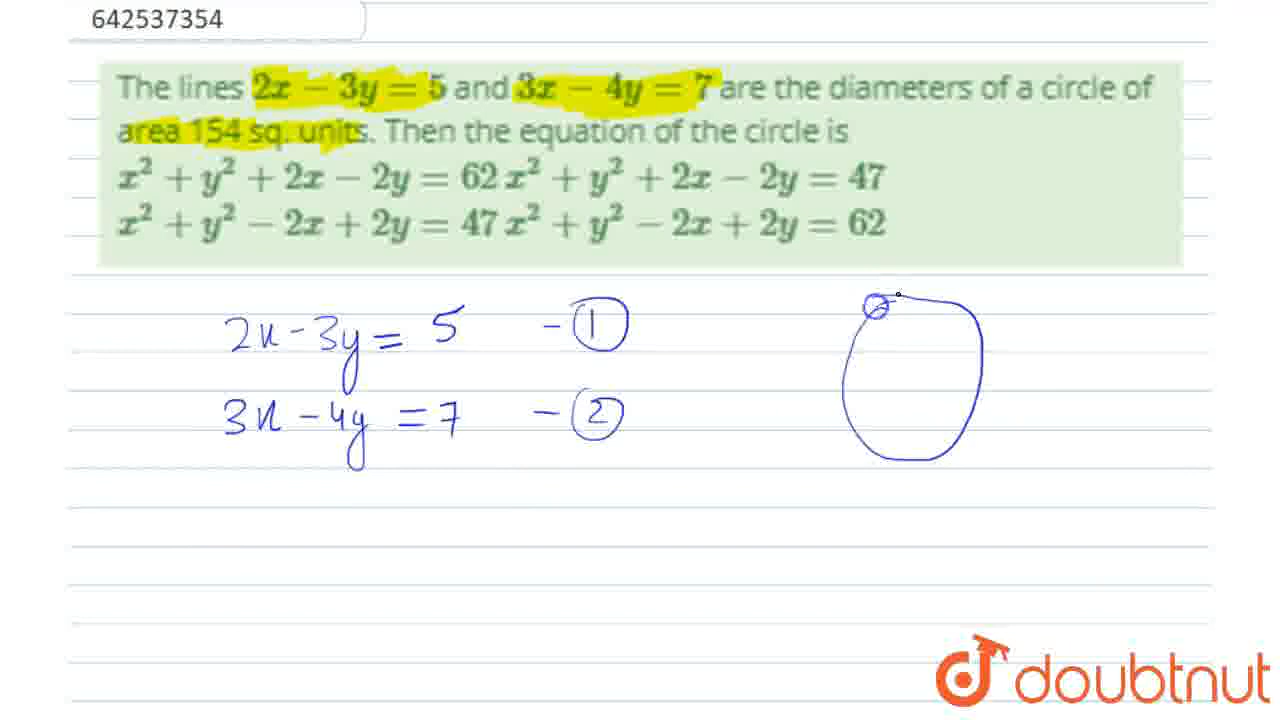 642537354
The lines 2x − 3y = 5 and 3x − 4y = 7 are the diameters of a circle of
area 154 sq. units. Then the equation of the circle is
x² + y² + 2x − 2y = 62 x² + y² + 2x − 2y = 47
x² + y² − 2x + 2y = 47 x² + y² − 2x + 2y = 62
2x − 3y = 5 − ①
3x − 4y = 7 − ②
doubtnut